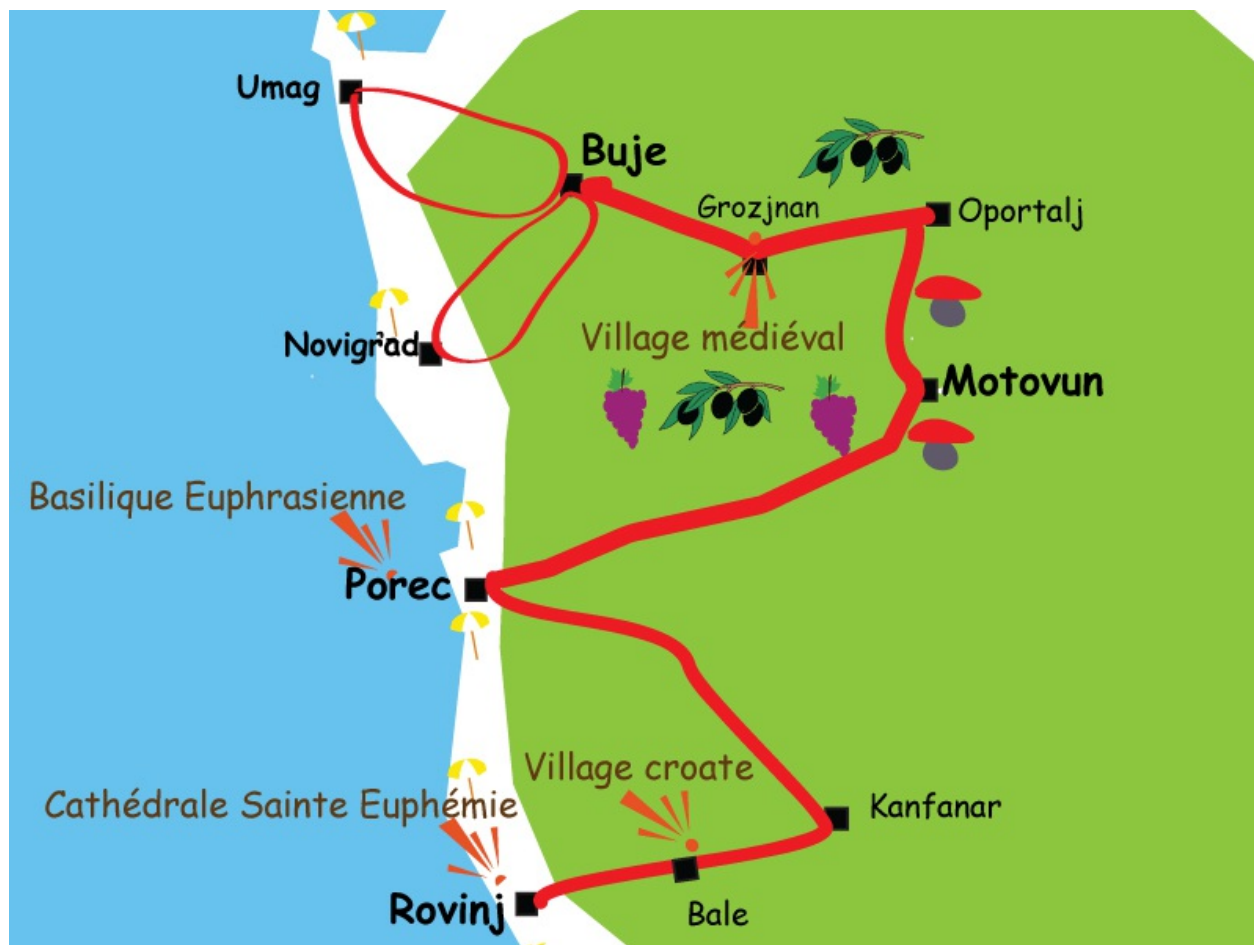 Umag
Buje
Grozjnan
Oportalj
Novigrad
Village médiéval
Motovun
Basilique Euphrasienne
Porec
Village croate
Cathédrale Sainte Euphémie
Kanfanar
Rovinj
Bale